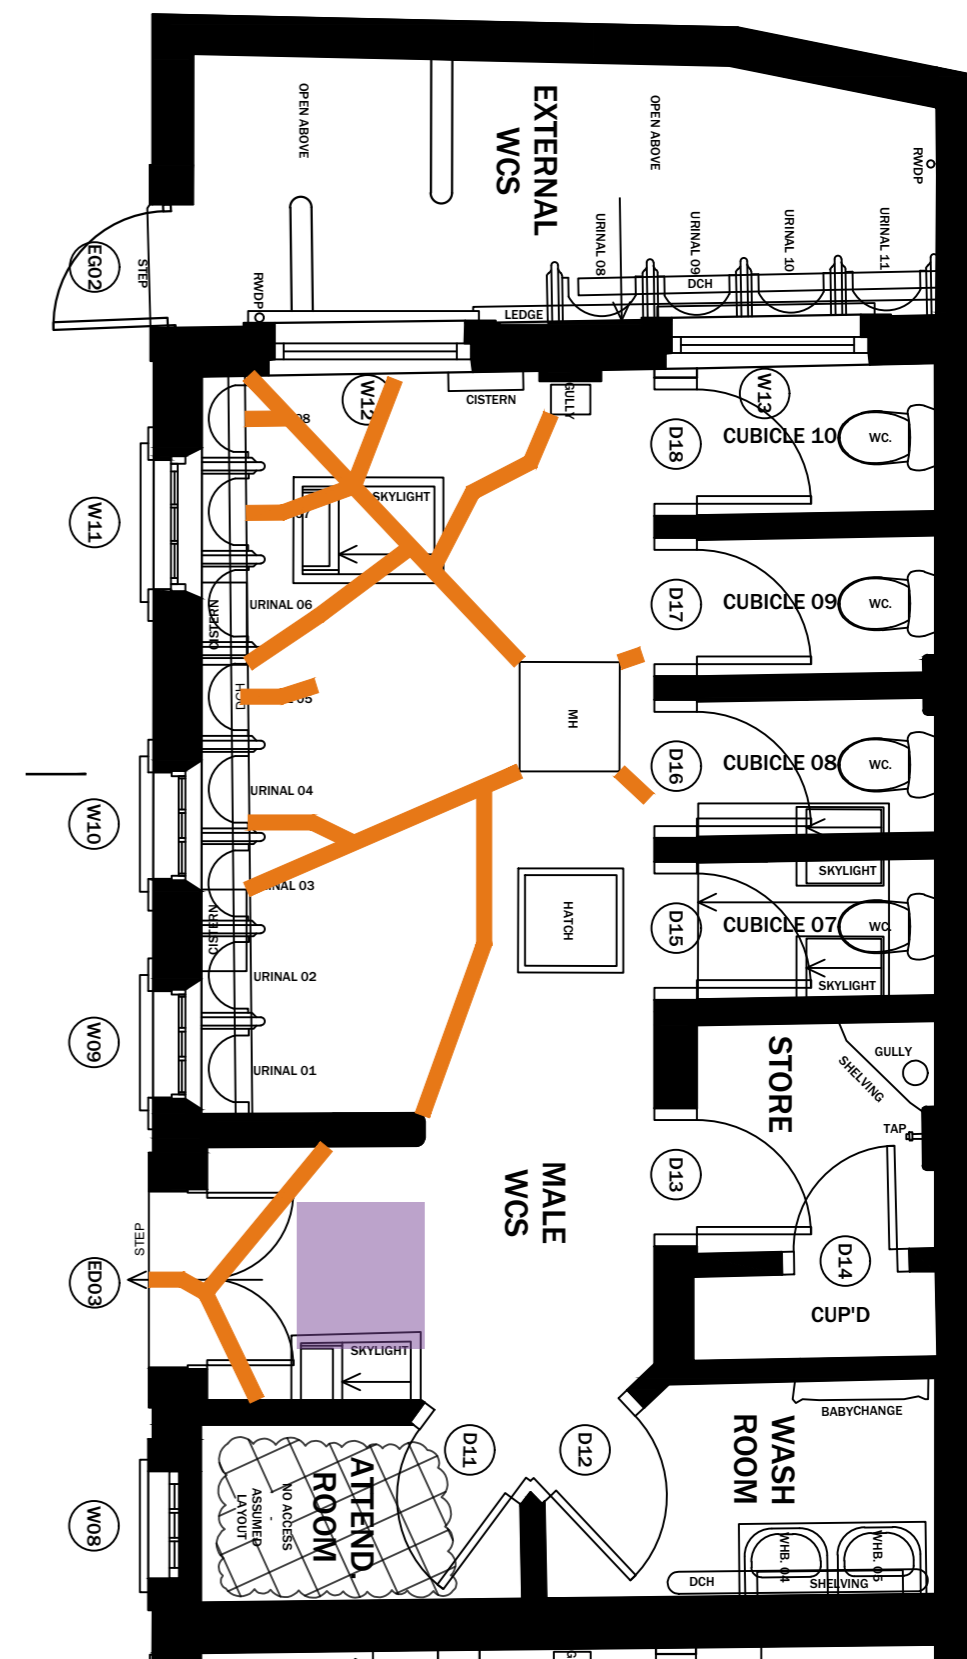 EXTERNAL
WCS
OPEN ABOVE
OPEN ABOVE
RWDP
URINAL 08
URINAL 09
URINAL 10
URINAL 11
DCH
LEDGE
EG02
STEP
RWDP
W12
CISTERN
GULLY
W13
D18
CUBICLE 10
WC.
08
SKYLIGHT
07
W11
URINAL 06
CISTERN
D17
CUBICLE 09
WC.
DCH
05
MH
D16
CUBICLE 08
WC.
W10
URINAL 04
SKYLIGHT
NAL 03
CISTERN
HATCH
D15
CUBICLE 07
WC.
URINAL 02
SKYLIGHT
W09
URINAL 01
STORE
SHELVING
GULLY
TAP
MALE
WCS
D13
STEP
ED03
D14
CUP'D
SKYLIGHT
BABYCHANGE
D11
D12
WASH
ROOM
ATTEND.
ROOM
NO ACCESS
-
ASSUMED
LAYOUT
W08
WHB. 04
WHB. 05
DCH
SHELVING